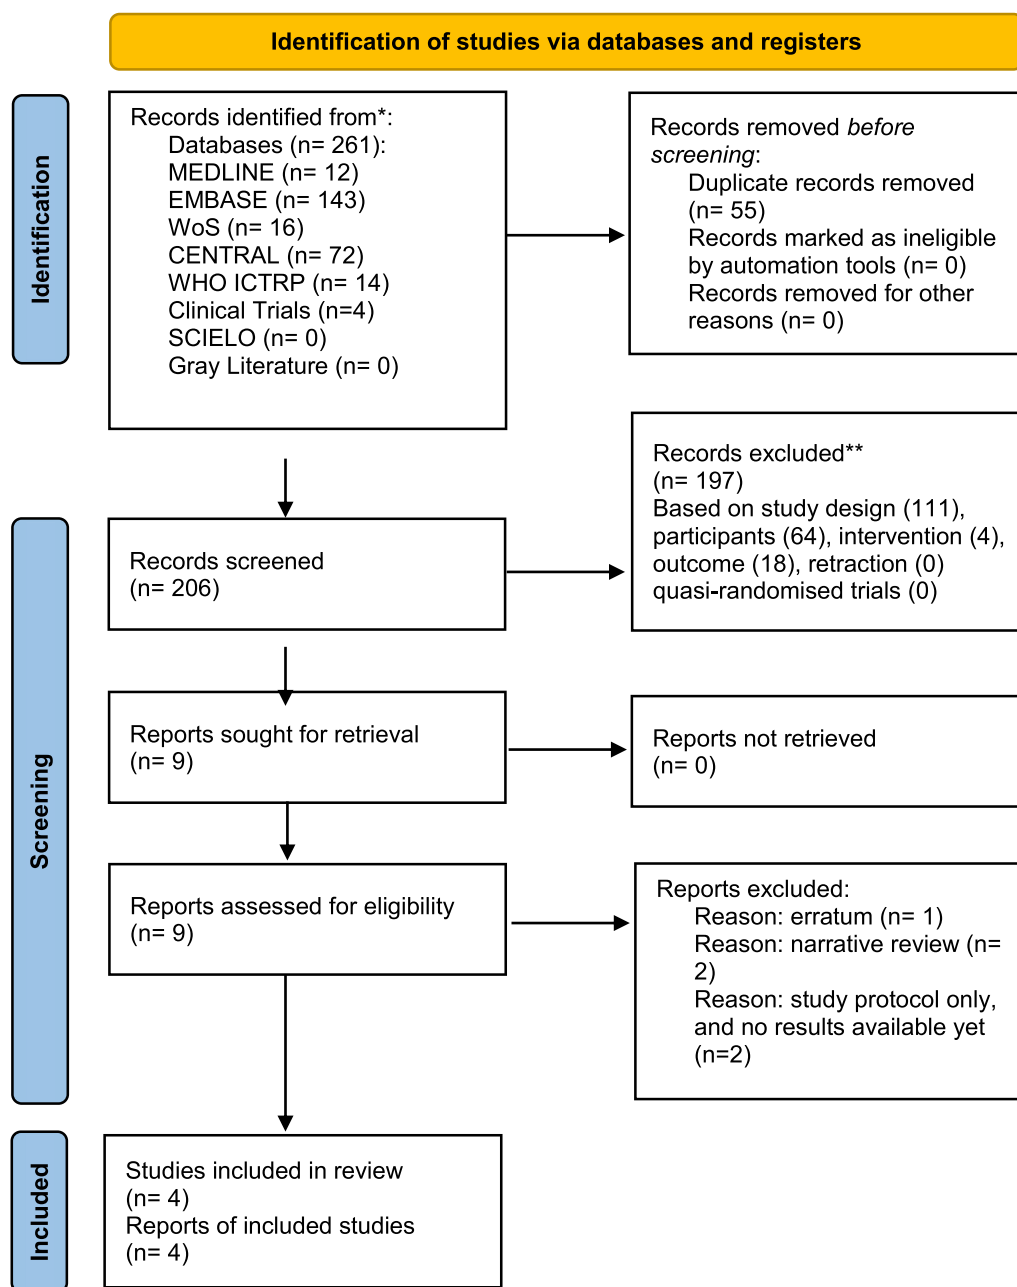 Identification of studies via databases and registers
Identification
Records identified from*:
Databases (n= 261):
MEDLINE (n= 12)
EMBASE (n= 143)
WoS (n= 16)
CENTRAL (n= 72)
WHO ICTRP (n= 14)
Clinical Trials (n=4)
SCIELO (n= 0)
Gray Literature (n= 0)
Records removed before
screening:
Duplicate records removed
(n= 55)
Records marked as ineligible
by automation tools (n= 0)
Records removed for other
reasons (n= 0)
Screening
Records screened
(n= 206)
Records excluded**
(n= 197)
Based on study design (111),
participants (64), intervention (4),
outcome (18), retraction (0)
quasi-randomised trials (0)
Reports sought for retrieval
(n= 9)
Reports not retrieved
(n= 0)
Reports assessed for eligibility
(n= 9)
Reports excluded:
Reason: erratum (n= 1)
Reason: narrative review (n=
2)
Reason: study protocol only,
and no results available yet
(n=2)
Included
Studies included in review
(n= 4)
Reports of included studies
(n= 4)